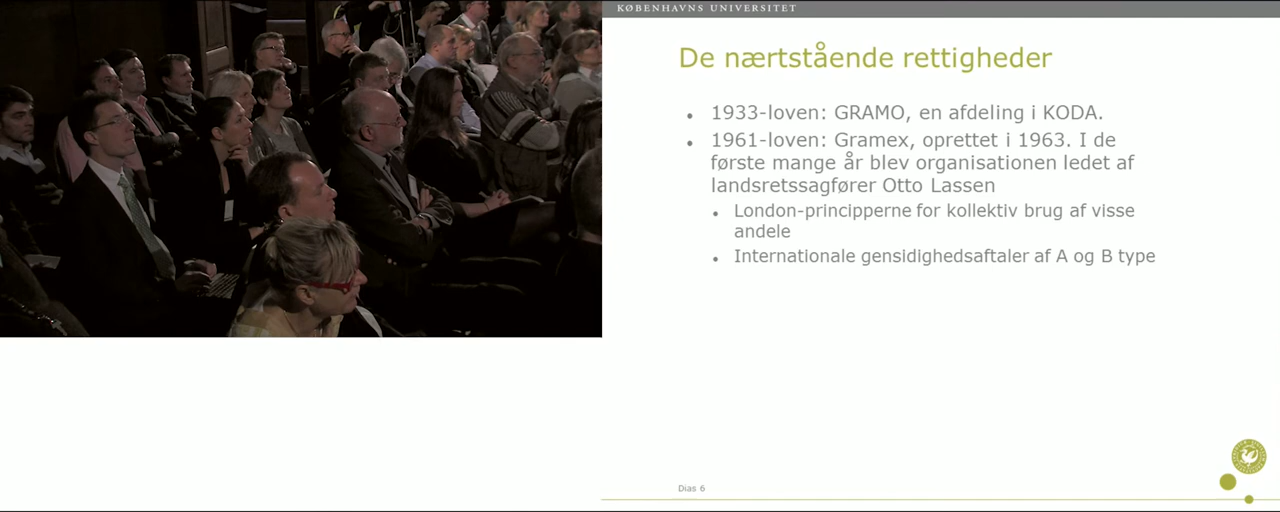 KØBENHAVNS UNIVERSITET
De nærtstående rettigheder
• 1933-loven: GRAMO, en afdeling i KODA.
• 1961-loven: Gramex, oprettet i 1963. I de
første mange år blev organisationen ledet af
landsretssagfører Otto Lassen
• London-principperne for kollektiv brug af visse
andele
• Internationale gensidighedsaftaler af A og B type
Dias 6